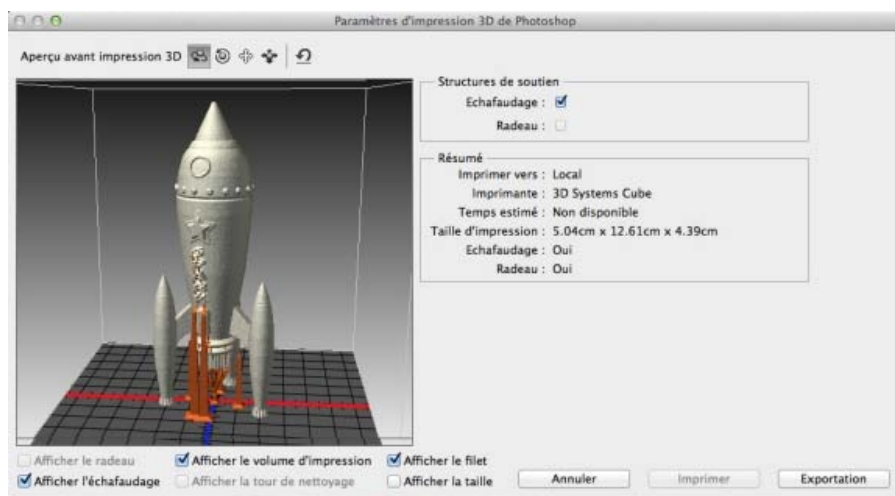 Paramètres d'impression 3D de Photoshop
Aperçu avant impression 3D
Structures de soutien
Echafaudage :
Radeau :
Résumé
Imprimer vers : Local
Imprimante : 3D Systems Cube
Temps estimé : Non disponible
Taille d'impression : 5.04cm x 12.61cm x 4.39cm
Echafaudage : Oui
Radeau : Oui
Afficher le radeau Afficher le volume d'impression Afficher le filet
Afficher l'échafaudage Afficher la tour de nettoyage Afficher la taille Annuler Imprimer Exportation